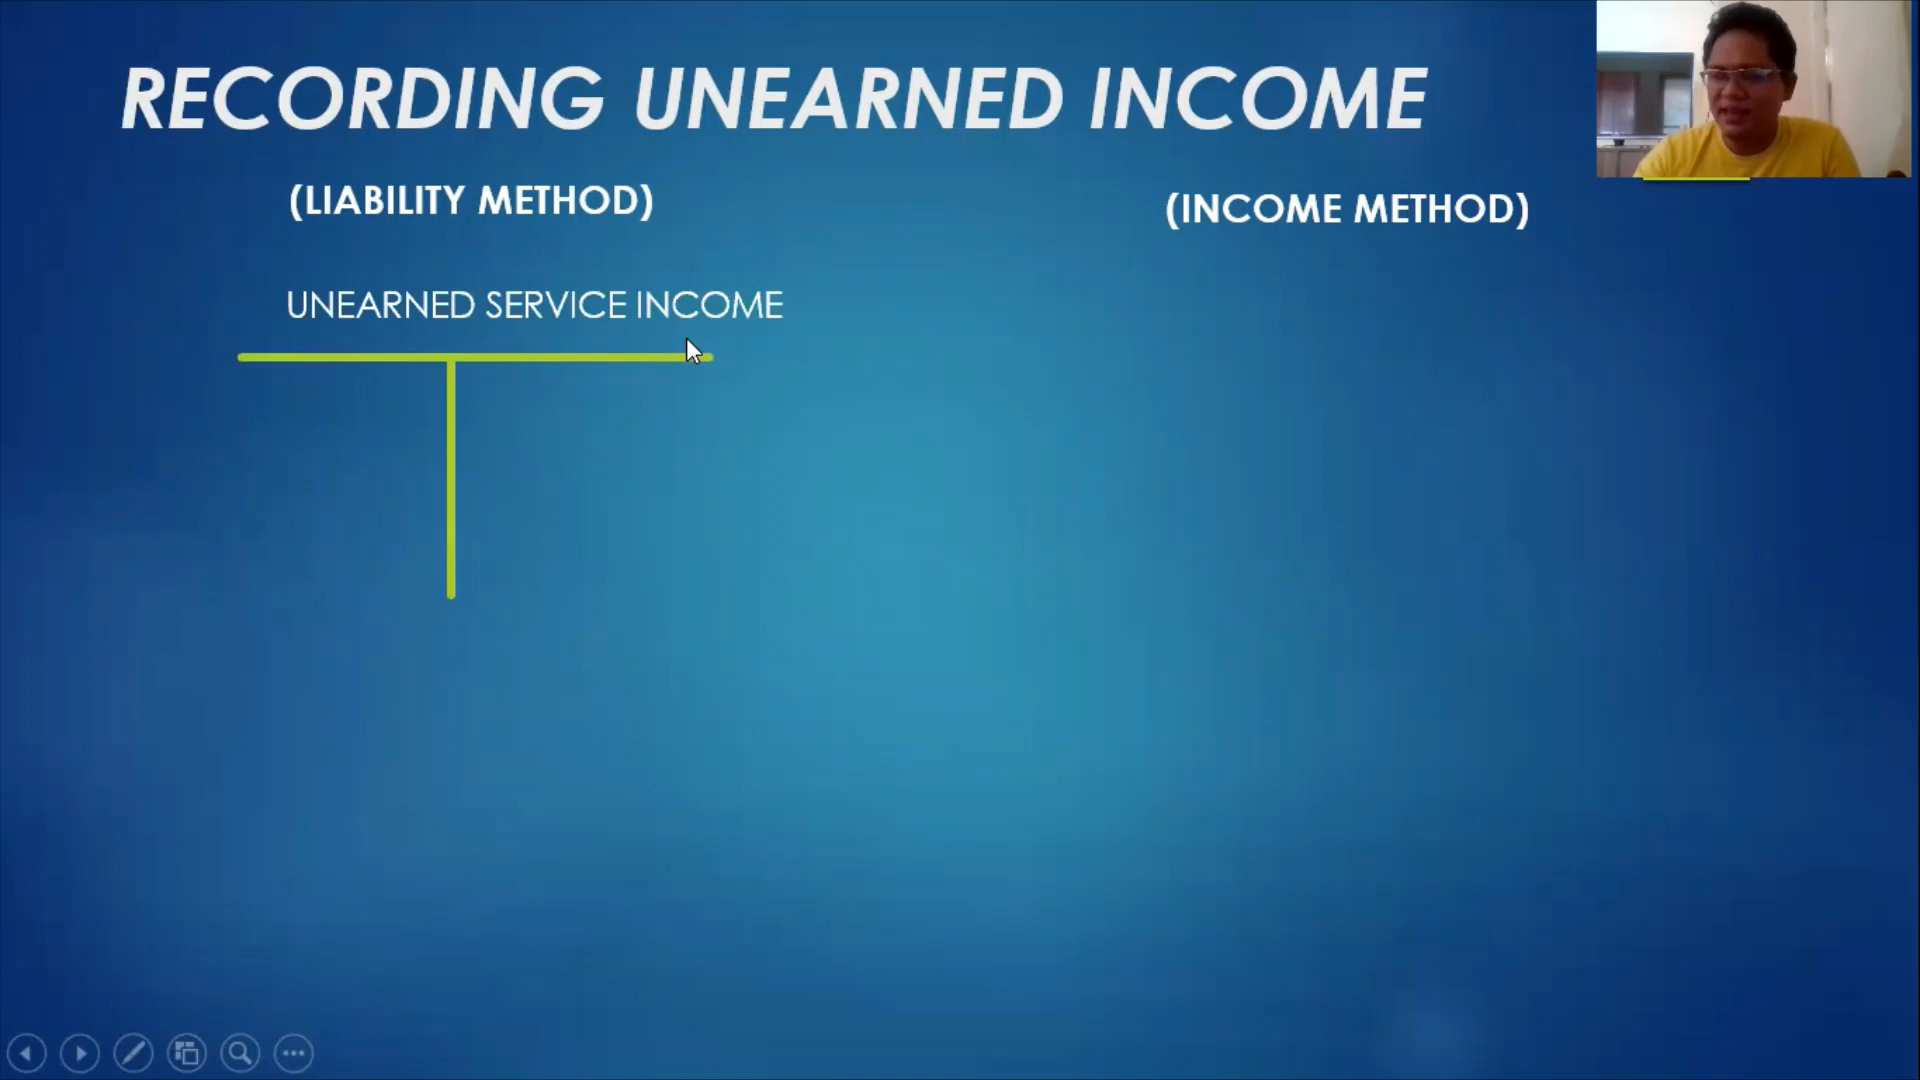 RECORDING UNEARNED INCOME
(LIABILITY METHOD)
(INCOME METHOD)
UNEARNED SERVICE INCOME